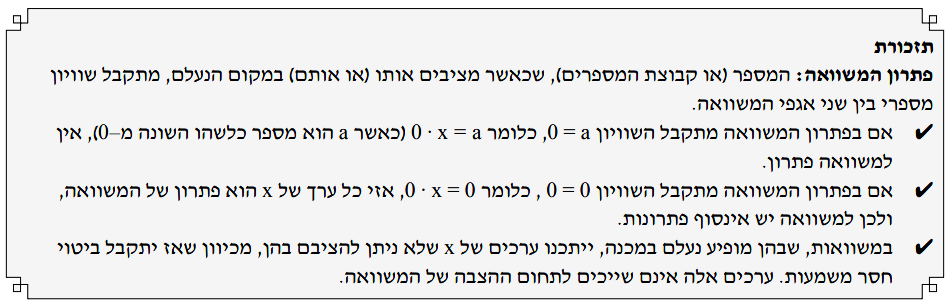 תזכורת
פתרון המשוואה: המספר (או קבוצת המספרים), שכאשר מציבים אותו (או אותם) במקום הנעלם, מתקבל שוויון
מספרי בין שני אגפי המשוואה.
✔ אם בפתרון המשוואה מתקבל השוויון 0 = a, כלומר 0 · x = a (כאשר a הוא מספר כלשהו השונה מ–0), אין
למשוואה פתרון.
✔ אם בפתרון המשוואה מתקבל השוויון 0 = 0 , כלומר 0 · x = 0, אזי כל ערך של x הוא פתרון של המשוואה,
ולכן למשוואה יש אינסוף פתרונות.
✔ במשוואות, שבהן מופיע נעלם במכנה, ייתכנו ערכים של x שלא ניתן להציבם בהן, מכיוון שאז יתקבל ביטוי
חסר משמעות. ערכים אלה אינם שייכים לתחום ההצבה של המשוואה.